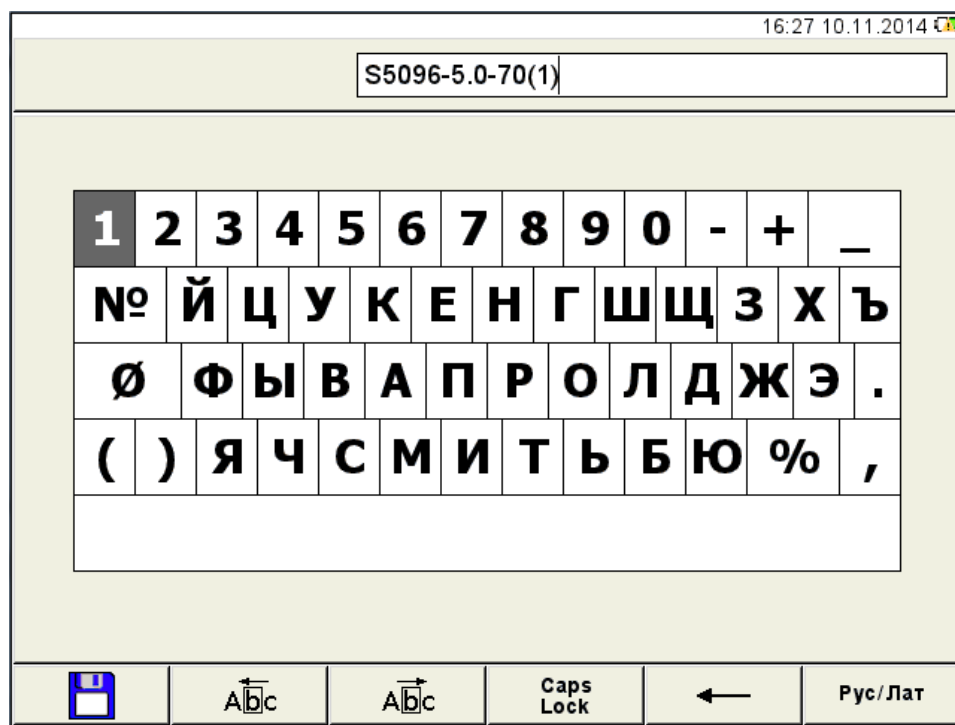 16:27 10.11.2014
S5096-5.0-70(1)
1 2 3 4 5 6 7 8 9 0 - + _
№ Й Ц У К Е Н Г Ш Щ З Х Ъ
Ø Ф Ы В А П Р О Л Д Ж Э .
( ) Я Ч С М И Т Ь Б Ю % ,
Abc Abc Caps Lock ← Рус/Лат